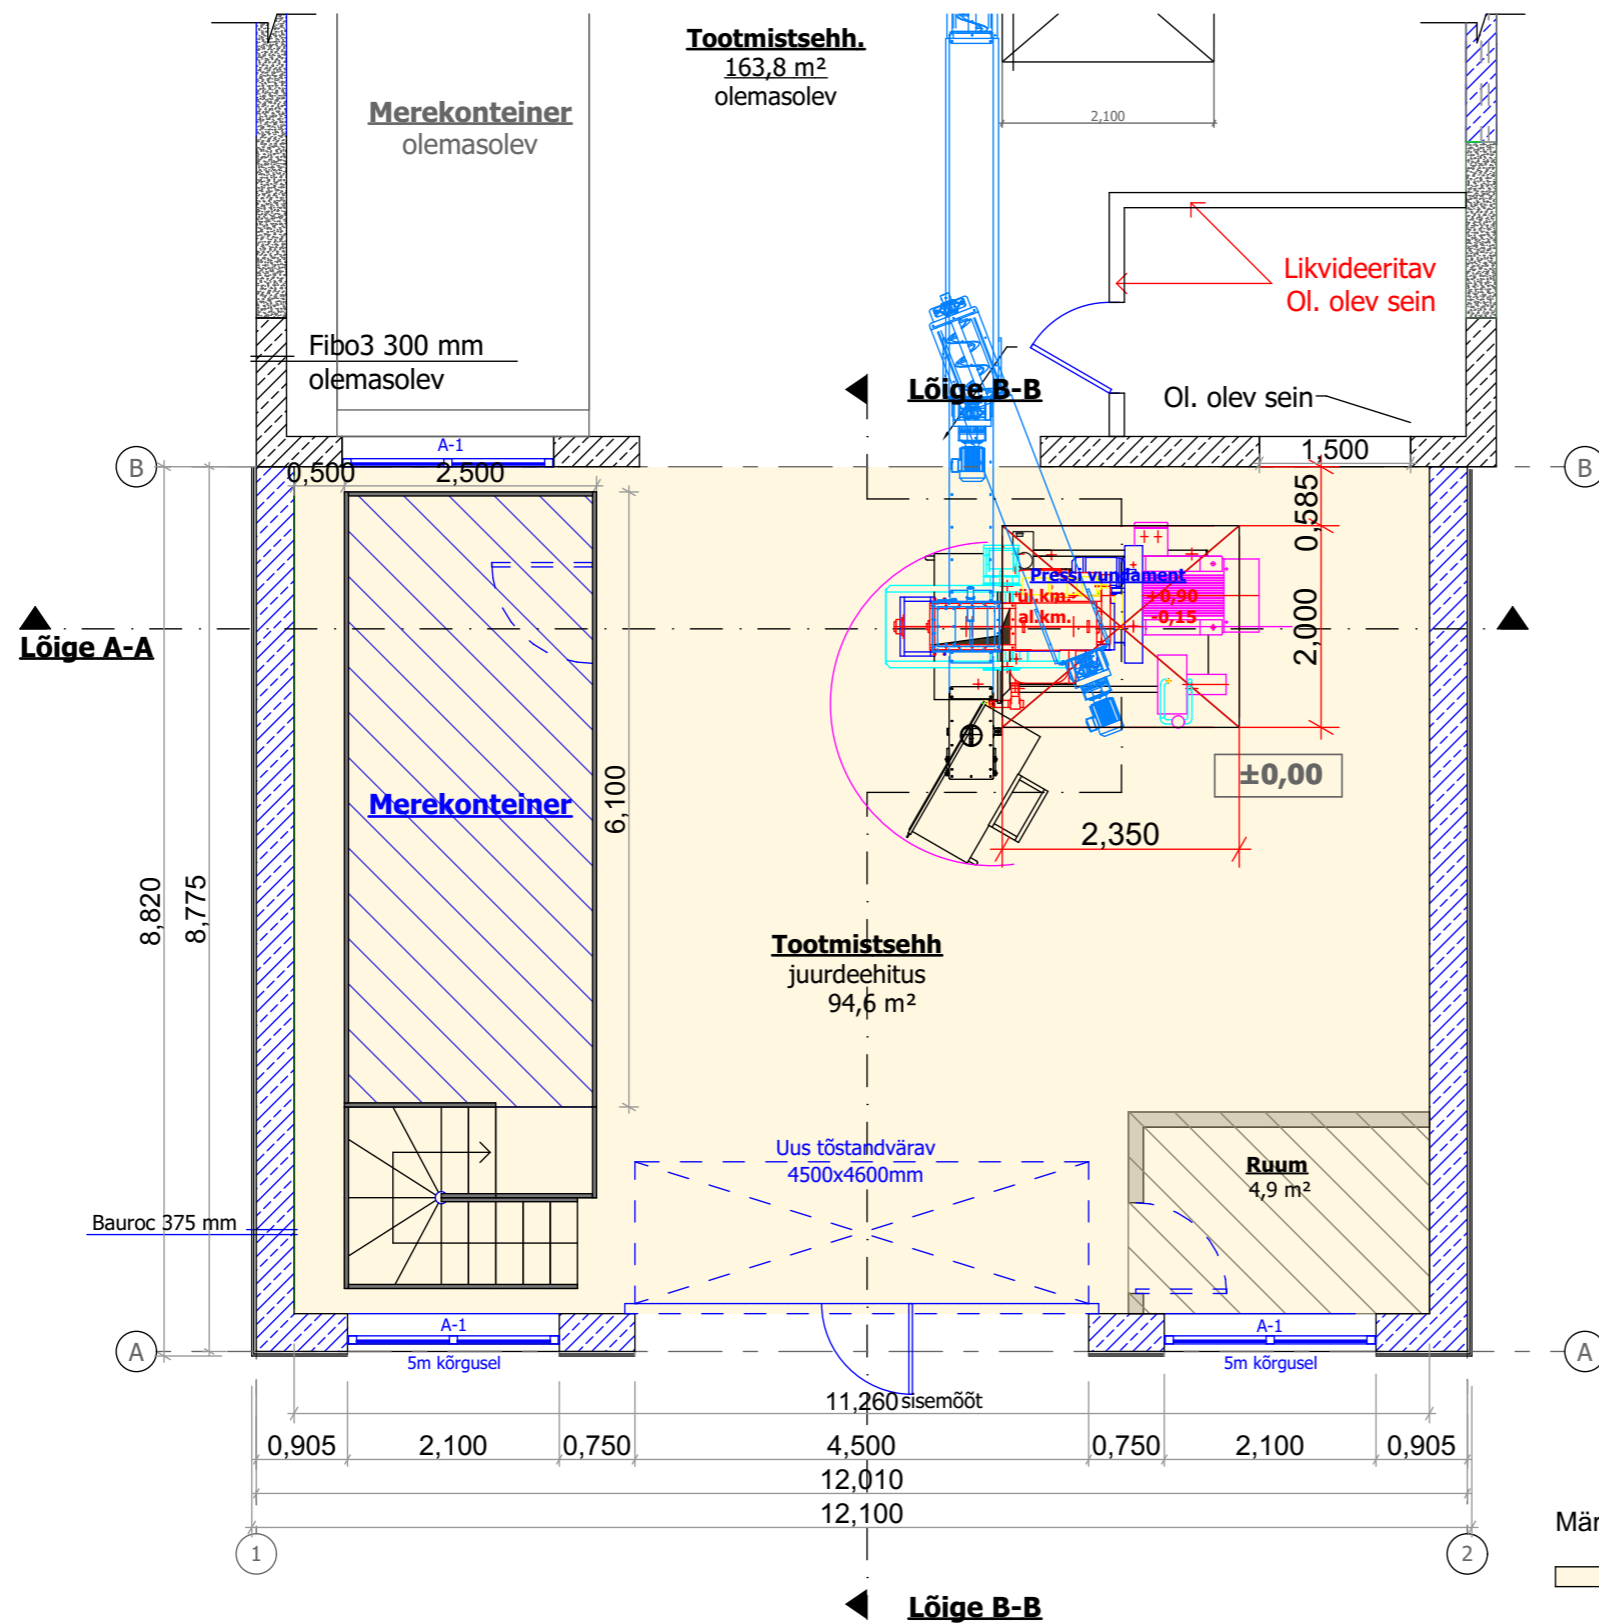 Tootmistsehh.
163,8 m²
olemasolev
Merekonteiner
olemasolev
2,100
Likvideeritav
Ol. olev sein
Fibo3 300 mm
olemasolev
Lõige B-B
Ol. olev sein
A-1
B
B
0,500
2,500
1,500
0,585
Pressi vundament
ül.km.
+0,90
al.km.
-0,15
2,000
Lõige A-A
±0,00
6,100
Merekonteiner
2,350
8,820
8,775
Tootmistsehh
juurdeehitus
94,6 m²
Uus tõstandvärav
4500x4600mm
Ruum
4,9 m²
Bauroc 375 mm
A-1
A-1
A
A
5m kõrgusel
5m kõrgusel
11,260 sisemõõt
0,905
2,100
0,750
4,500
0,750
2,100
0,905
12,010
12,100
1
2
Lõige B-B